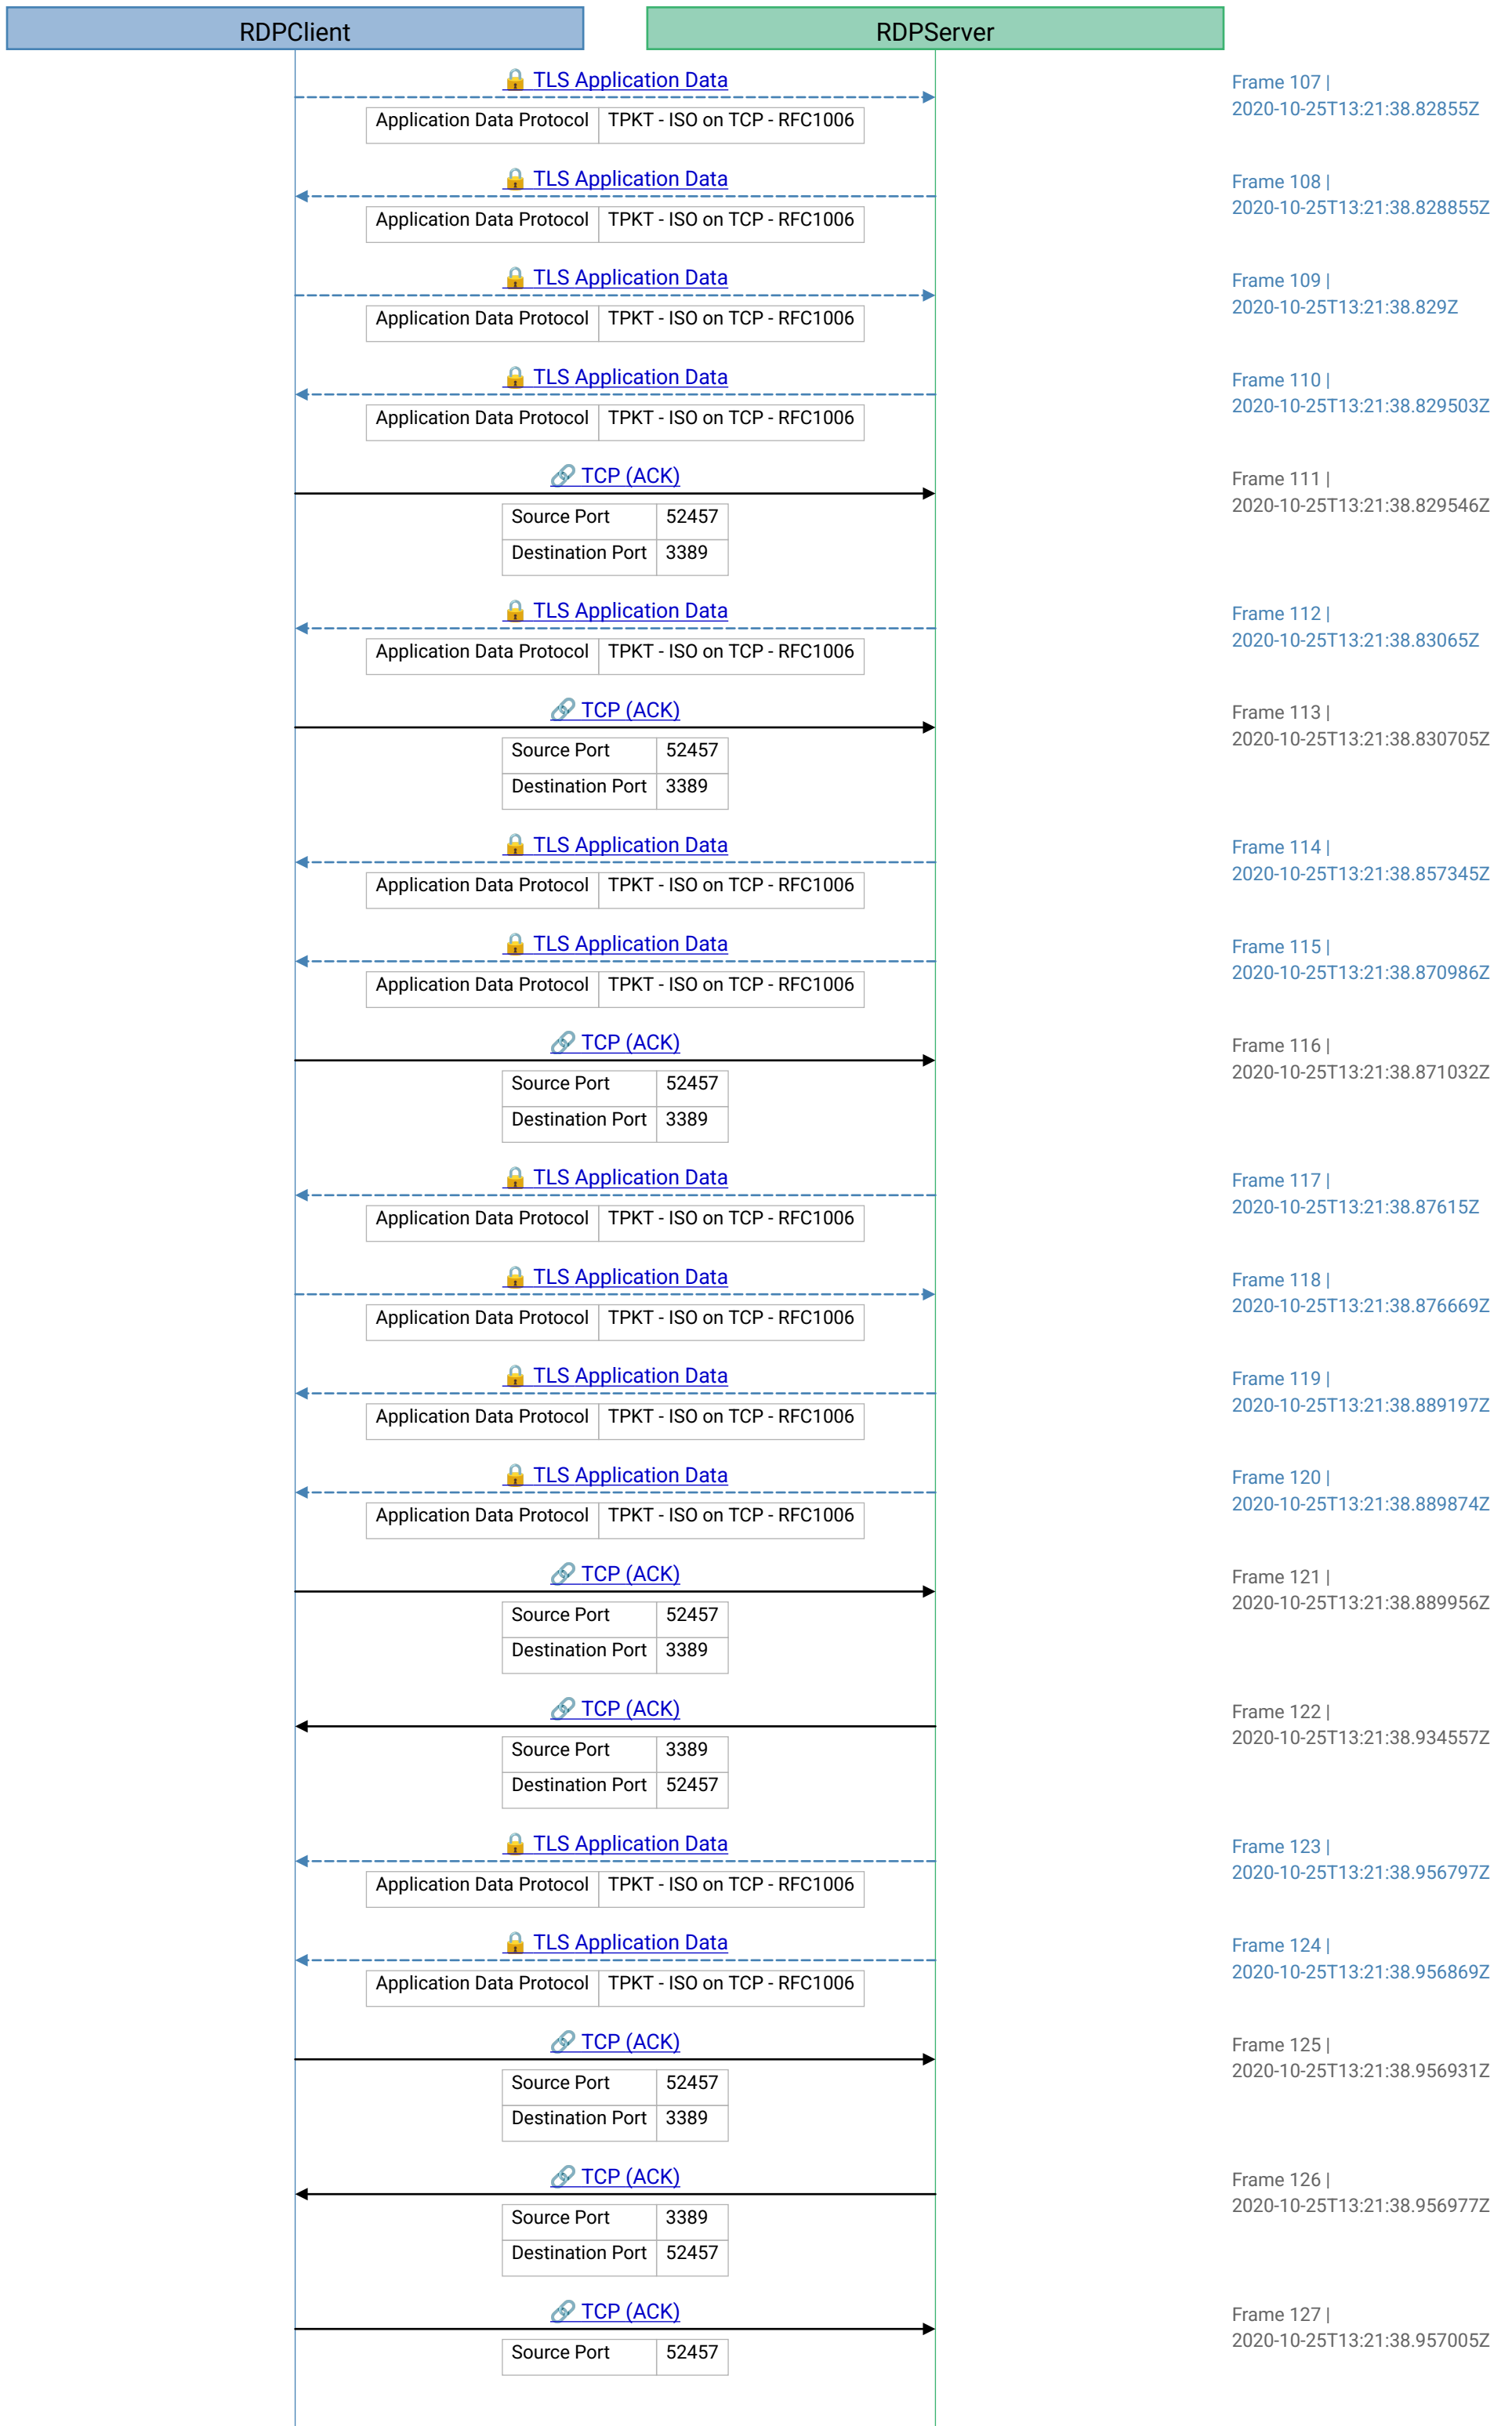 RDPClient
RDPServer
🔒 TLS Application Data
Frame 107 |
2020-10-25T13:21:38.82855Z
Application Data Protocol TPKT - ISO on TCP - RFC1006
🔒 TLS Application Data
Frame 108 |
2020-10-25T13:21:38.828855Z
Application Data Protocol TPKT - ISO on TCP - RFC1006
🔒 TLS Application Data
Frame 109 |
2020-10-25T13:21:38.829Z
Application Data Protocol TPKT - ISO on TCP - RFC1006
🔒 TLS Application Data
Frame 110 |
2020-10-25T13:21:38.829503Z
Application Data Protocol TPKT - ISO on TCP - RFC1006
🔗 TCP (ACK)
Frame 111 |
2020-10-25T13:21:38.829546Z
Source Port 52457
Destination Port 3389
🔒 TLS Application Data
Frame 112 |
2020-10-25T13:21:38.83065Z
Application Data Protocol TPKT - ISO on TCP - RFC1006
🔗 TCP (ACK)
Frame 113 |
2020-10-25T13:21:38.830705Z
Source Port 52457
Destination Port 3389
🔒 TLS Application Data
Frame 114 |
2020-10-25T13:21:38.857345Z
Application Data Protocol TPKT - ISO on TCP - RFC1006
🔒 TLS Application Data
Frame 115 |
2020-10-25T13:21:38.870986Z
Application Data Protocol TPKT - ISO on TCP - RFC1006
🔗 TCP (ACK)
Frame 116 |
2020-10-25T13:21:38.871032Z
Source Port 52457
Destination Port 3389
🔒 TLS Application Data
Frame 117 |
2020-10-25T13:21:38.87615Z
Application Data Protocol TPKT - ISO on TCP - RFC1006
🔒 TLS Application Data
Frame 118 |
2020-10-25T13:21:38.876669Z
Application Data Protocol TPKT - ISO on TCP - RFC1006
🔒 TLS Application Data
Frame 119 |
2020-10-25T13:21:38.889197Z
Application Data Protocol TPKT - ISO on TCP - RFC1006
🔒 TLS Application Data
Frame 120 |
2020-10-25T13:21:38.889874Z
Application Data Protocol TPKT - ISO on TCP - RFC1006
🔗 TCP (ACK)
Frame 121 |
2020-10-25T13:21:38.889956Z
Source Port 52457
Destination Port 3389
🔗 TCP (ACK)
Frame 122 |
2020-10-25T13:21:38.934557Z
Source Port 3389
Destination Port 52457
🔒 TLS Application Data
Frame 123 |
2020-10-25T13:21:38.956797Z
Application Data Protocol TPKT - ISO on TCP - RFC1006
🔒 TLS Application Data
Frame 124 |
2020-10-25T13:21:38.956869Z
Application Data Protocol TPKT - ISO on TCP - RFC1006
🔗 TCP (ACK)
Frame 125 |
2020-10-25T13:21:38.956931Z
Source Port 52457
Destination Port 3389
🔗 TCP (ACK)
Frame 126 |
2020-10-25T13:21:38.956977Z
Source Port 3389
Destination Port 52457
🔗 TCP (ACK)
Frame 127 |
2020-10-25T13:21:38.957005Z
Source Port 52457